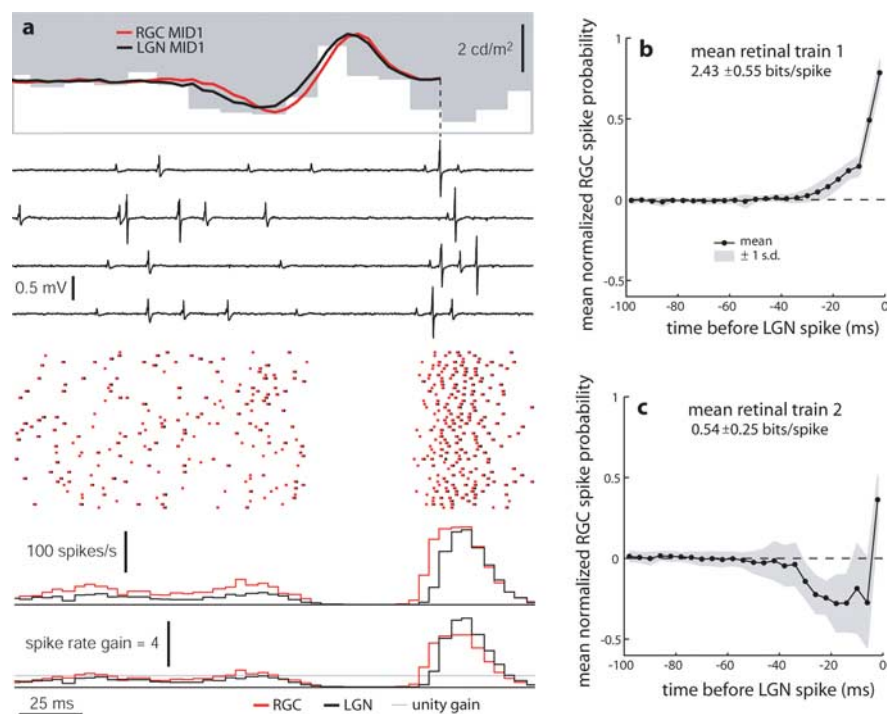 a
RGC MID1
LGN MID1
2 cd/m²
0.5 mV
100 spikes/s
spike rate gain = 4
25 ms
RGC LGN unity gain
b
mean retinal train 1
2.43 ±0.55 bits/spike
mean normalized RGC spike probability
1
0.5
0
-0.5
mean
± 1 s.d.
-100 -80 -60 -40 -20 0
time before LGN spike (ms)
c
mean retinal train 2
0.54±0.25 bits/spike
mean normalized RGC spike probability
1
0.5
0
-0.5
-100 -80 -60 -40 -20 0
time before LGN spike (ms)